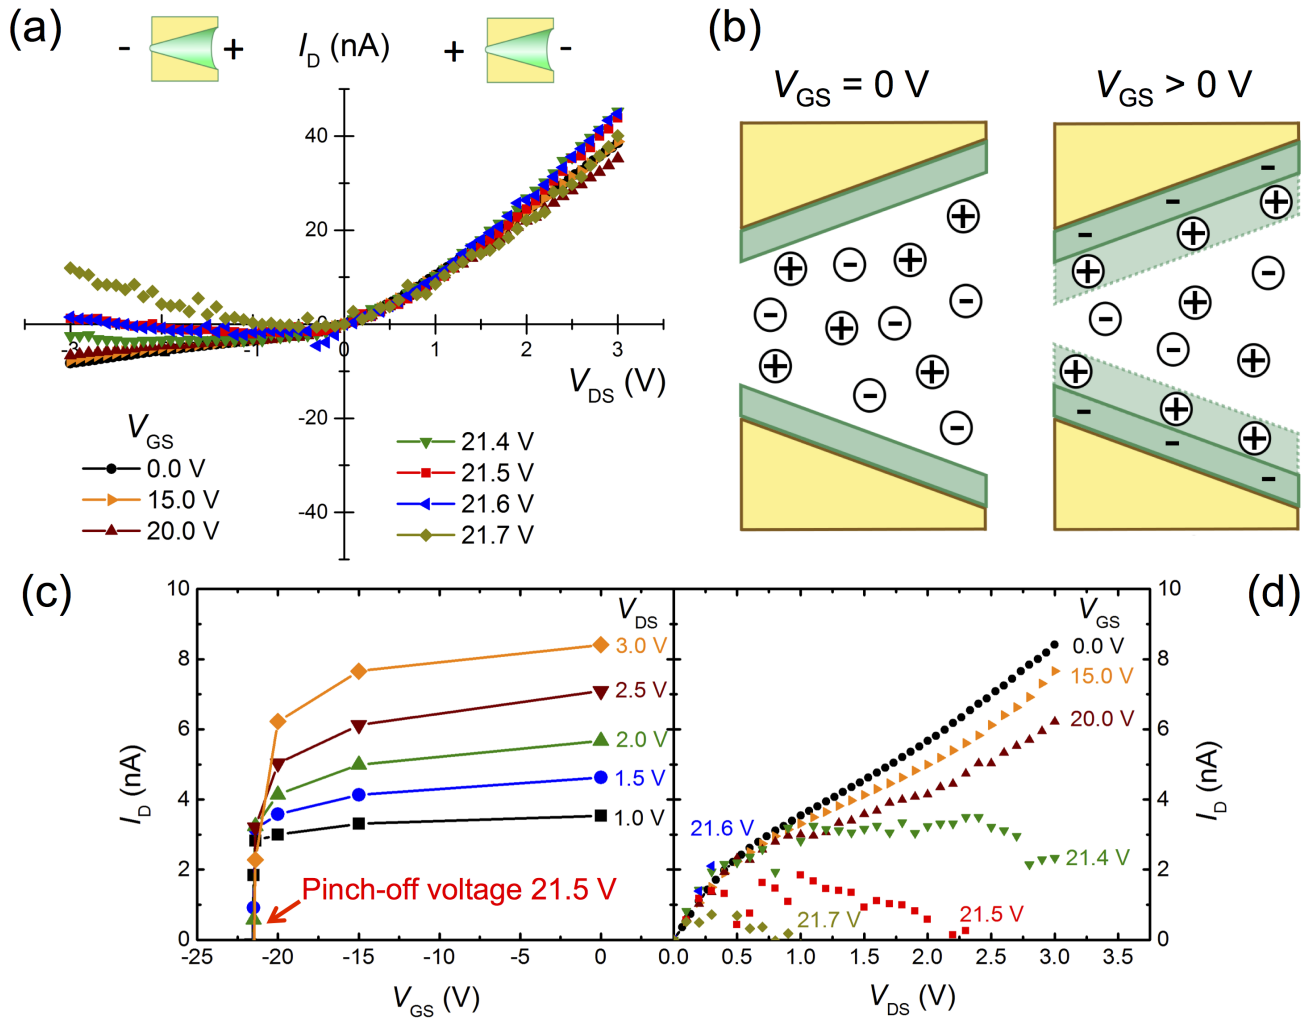 (a)
- +
I_D (nA)
+ -
40
20
0
-20
-40
-3
0
1
2
3
V_DS (V)
V_GS
0.0 V
15.0 V
20.0 V
21.4 V
21.5 V
21.6 V
21.7 V
(b)
V_GS = 0 V
V_GS > 0 V
(c)
I_D (nA)
10
8
6
4
2
0
-25 -20 -15 -10 -5 0
V_GS (V)
V_DS
3.0 V
2.5 V
2.0 V
1.5 V
1.0 V
Pinch-off voltage 21.5 V
(d)
V_GS
0.0 V
15.0 V
20.0 V
21.6 V
21.4 V
21.5 V
21.7 V
0.0 0.5 1.0 1.5 2.0 2.5 3.0
V_DS (V)
10
8
6
4
2
0
I_D (nA)